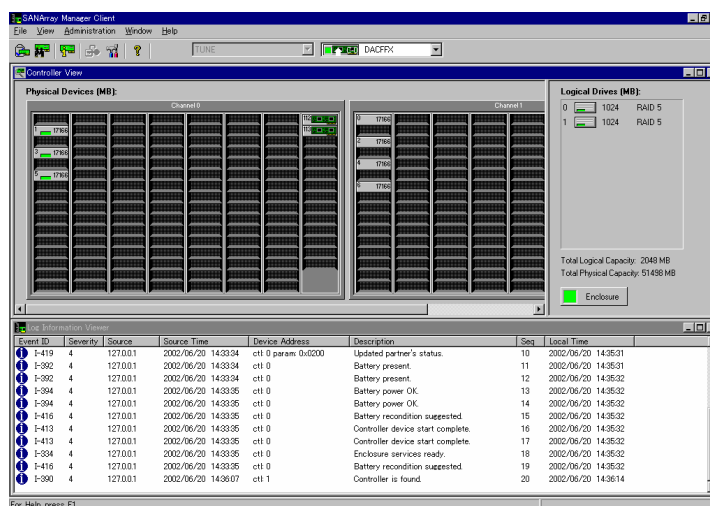 SANArray Manager Client
File View Administration Window Help
TUNE
DACFFX
Controller View
Physical Devices (MB):
Logical Drives (MB):
Channel 0
Channel 1
112
0 17166
0 1024 RAID 5
1 17166
113
1 1024 RAID 5
2 17166
3 17166
4 17166
5 17166
6 17166
Total Logical Capacity: 2048 MB
Total Physical Capacity: 51498 MB
Enclosure
Log Information Viewer
Event ID Severity Source Source Time Device Address Description Seq Local Time
I-419 4 127.0.0.1 2002/06/20 14:33:34 ctl: 0 param: 0x0200 Updated partner's status. 10 2002/06/20 14:35:31
I-392 4 127.0.0.1 2002/06/20 14:33:34 ctl: 0 Battery present. 11 2002/06/20 14:35:31
I-392 4 127.0.0.1 2002/06/20 14:33:34 ctl: 0 Battery present. 12 2002/06/20 14:35:32
I-394 4 127.0.0.1 2002/06/20 14:33:35 ctl: 0 Battery power OK. 13 2002/06/20 14:35:32
I-394 4 127.0.0.1 2002/06/20 14:33:35 ctl: 0 Battery power OK. 14 2002/06/20 14:35:32
I-416 4 127.0.0.1 2002/06/20 14:33:35 ctl: 0 Battery recondition suggested. 15 2002/06/20 14:35:32
I-413 4 127.0.0.1 2002/06/20 14:33:35 ctl: 0 Controller device start complete. 16 2002/06/20 14:35:32
I-413 4 127.0.0.1 2002/06/20 14:33:35 ctl: 0 Controller device start complete. 17 2002/06/20 14:35:32
I-334 4 127.0.0.1 2002/06/20 14:33:35 ctl: 0 Enclosure services ready. 18 2002/06/20 14:35:32
I-416 4 127.0.0.1 2002/06/20 14:33:35 ctl: 0 Battery recondition suggested. 19 2002/06/20 14:35:32
I-390 4 127.0.0.1 2002/06/20 14:36:07 ctl: 1 Controller is found. 20 2002/06/20 14:36:14
For Help, press F1